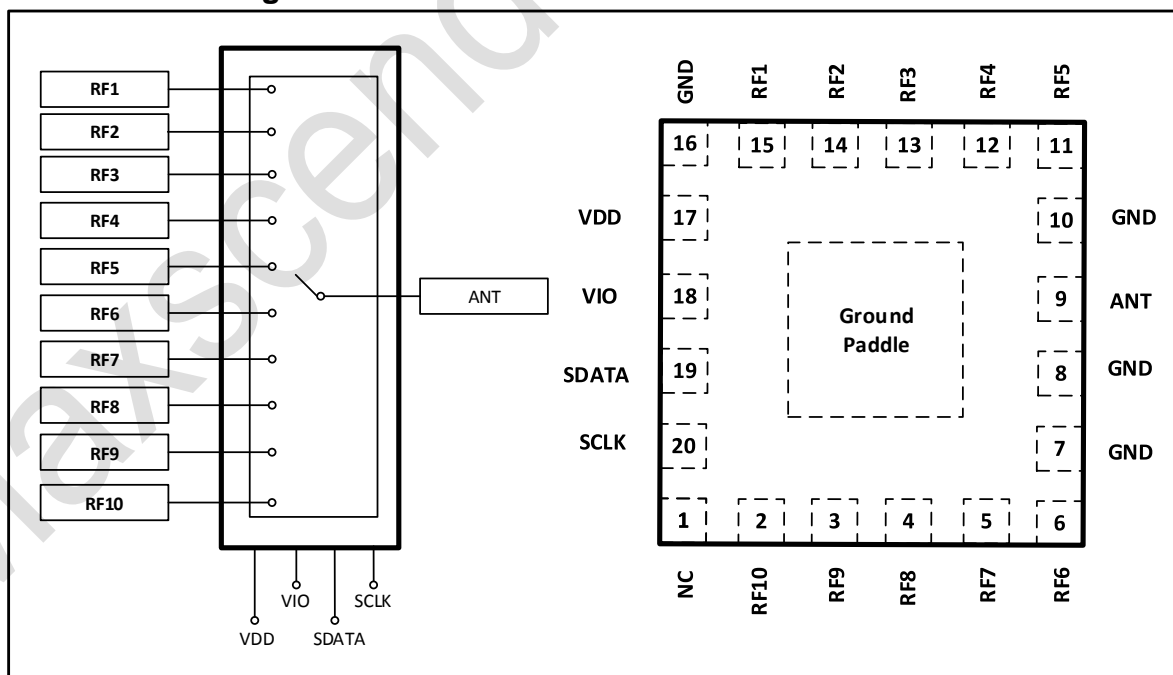 g
Maxscend
RF1
RF2
RF3
RF4
RF5
RF6
RF7
RF8
RF9
RF10
ANT
VIO
SCLK
VDD
SDATA
GND
RF1
RF2
RF3
RF4
RF5
16
15
14
13
12
11
VDD
17
10
GND
VIO
18
9
ANT
Ground
Paddle
SDATA
19
8
GND
SCLK
20
7
GND
1
2
3
4
5
6
NC
RF10
RF9
RF8
RF7
RF6